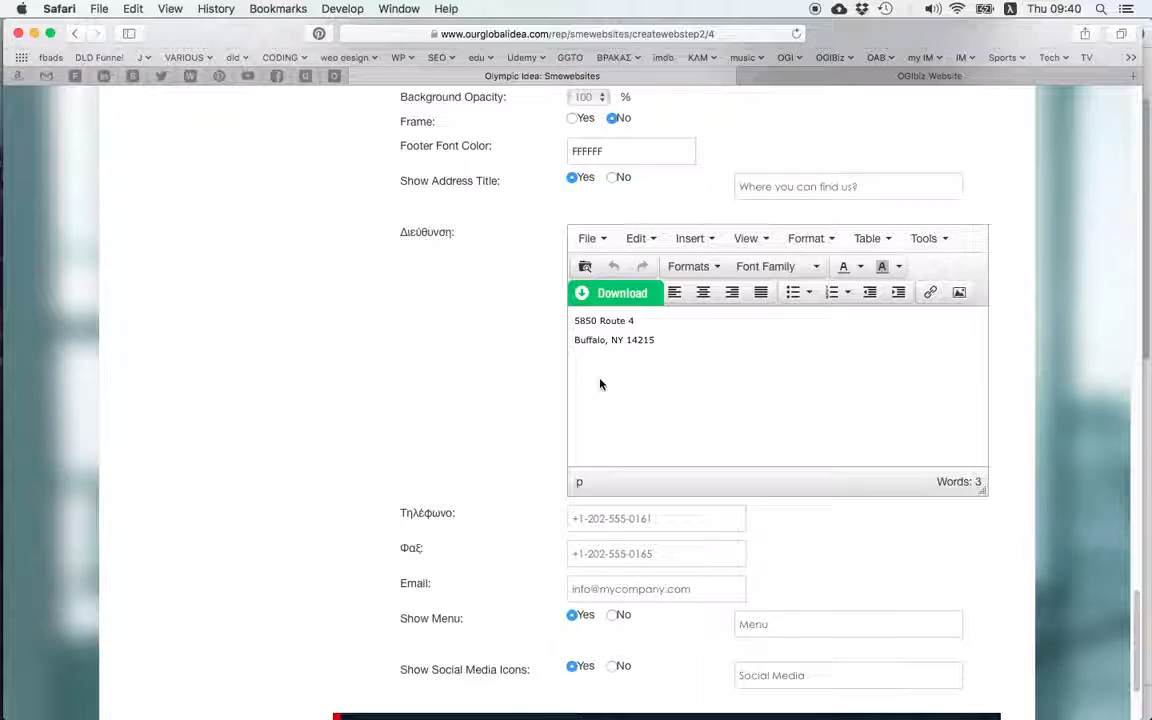 Safari File Edit View History Bookmarks Develop Window Help Thu 09:40
www.ourglobalidea.com/rep/smewebsites/createwebstep2/4
fbads DLD Funnel J VARIOUS dld CODING web design WP SEO edu Udemy GGTO ΒΡΑΚΑΣ imdb ΚΛΜ music OGI OGIBiz OAB my IM IM Sports Tech TV
Olympic Idea: Smewebsites OGIbiz Website
Background Opacity: 100 %
Frame: Yes No
Footer Font Color: FFFFFF
Show Address Title: Yes No Where you can find us?
Διεύθυνση:
File Edit Insert View Format Table Tools
Formats Font Family A A
Download
5850 Route 4
Buffalo, NY 14215
p Words: 3
Τηλέφωνο: +1-202-555-0161
Φαξ: +1-202-555-0165
Email: info@mycompany.com
Show Menu: Yes No Menu
Show Social Media Icons: Yes No Social Media